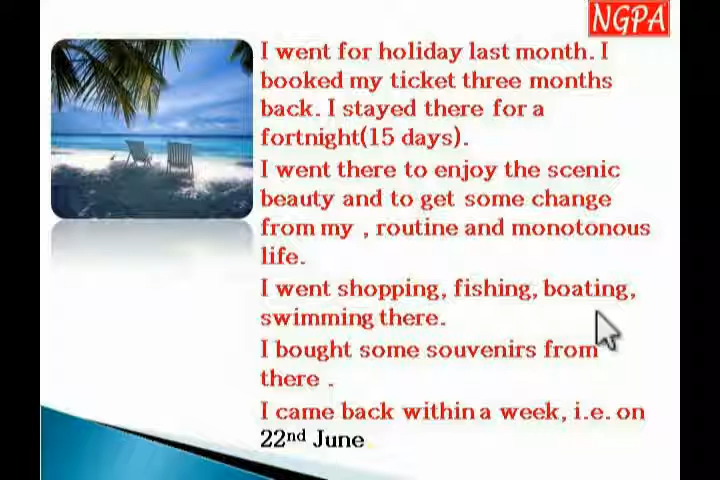 NGPA
I went for holiday last month. I
booked my ticket three months
back. I stayed there for a
fortnight(15 days).
I went there to enjoy the scenic
beauty and to get some change
from my , routine and monotonous
life.
I went shopping, fishing, boating,
swimming there.
I bought some souvenirs from
there .
I came back within a week, i.e. on
22nd June.